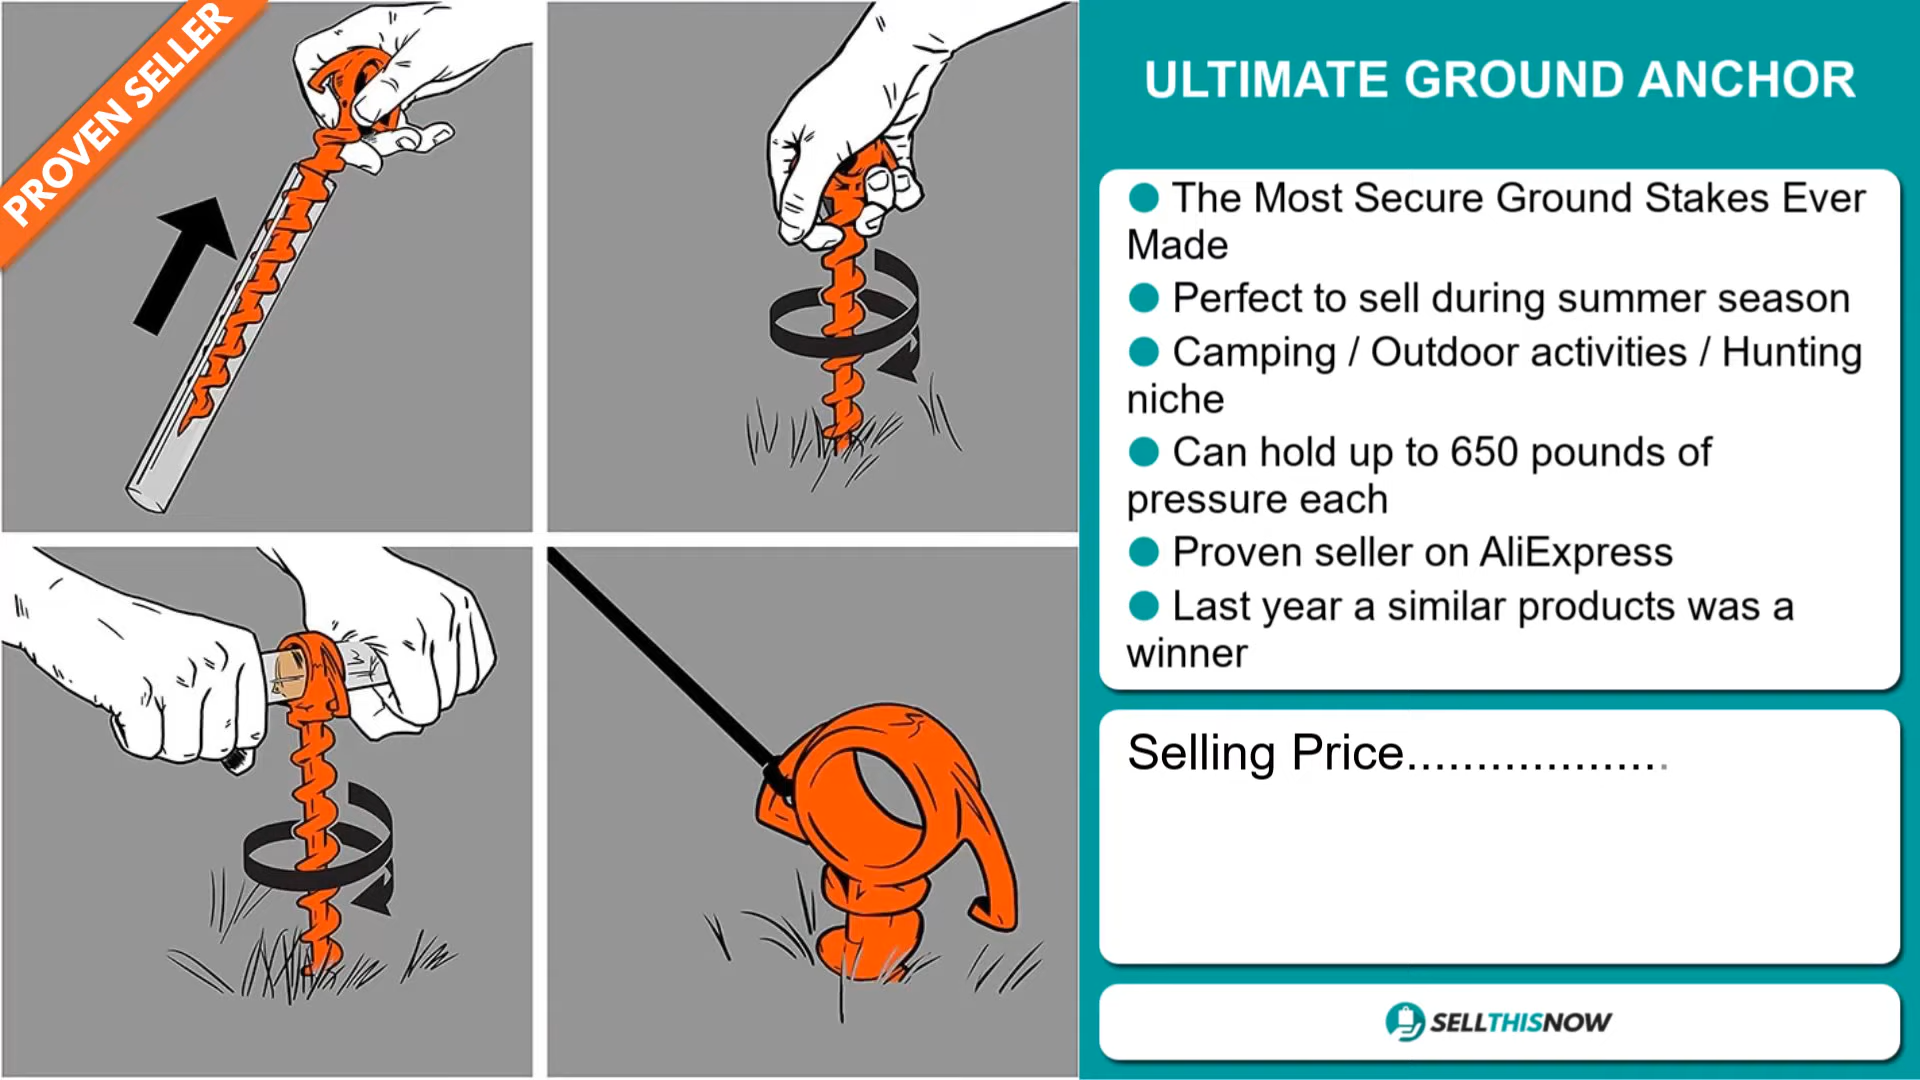 PROVEN SELLER
ULTIMATE GROUND ANCHOR
● The Most Secure Ground Stakes Ever
Made
● Perfect to sell during summer season
● Camping / Outdoor activities / Hunting
niche
● Can hold up to 650 pounds of
pressure each
● Proven seller on AliExpress
● Last year a similar products was a
winner
Selling Price...................
SELLTHISNOW